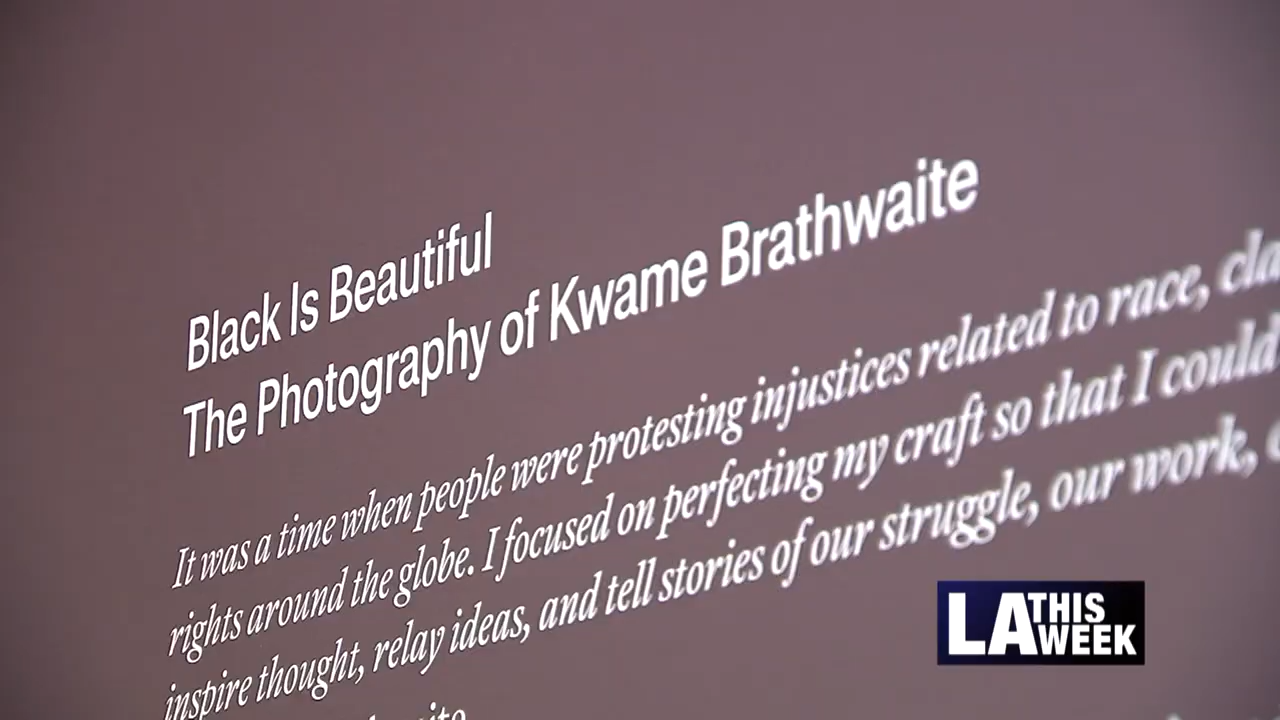 Black Is Beautiful
The Photography of Kwame Brathwaite
It was a time when people were protesting injustices related to race,
rights around the globe. I focused on perfecting my craft so that I could
inspire thought, relay ideas, and tell stories of our struggle, our work,
LA THIS
WEEK